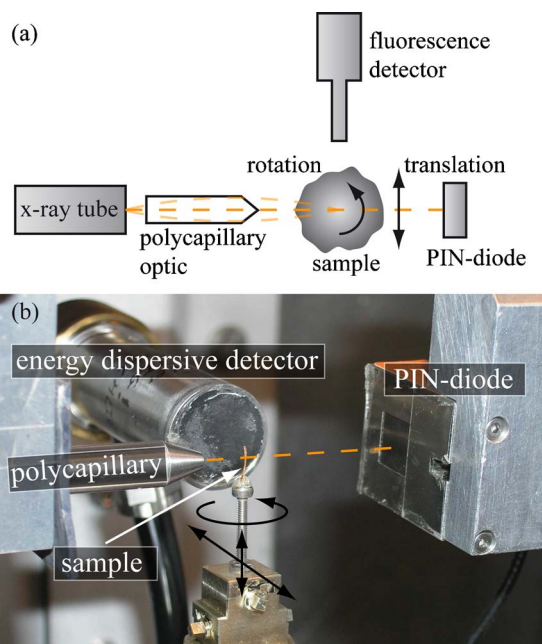 (a)
fluorescence
detector
rotation
translation
x-ray tube
polycapillary
optic
sample
PIN-diode
(b)
energy dispersive detector
PIN-diode
polycapillary
sample